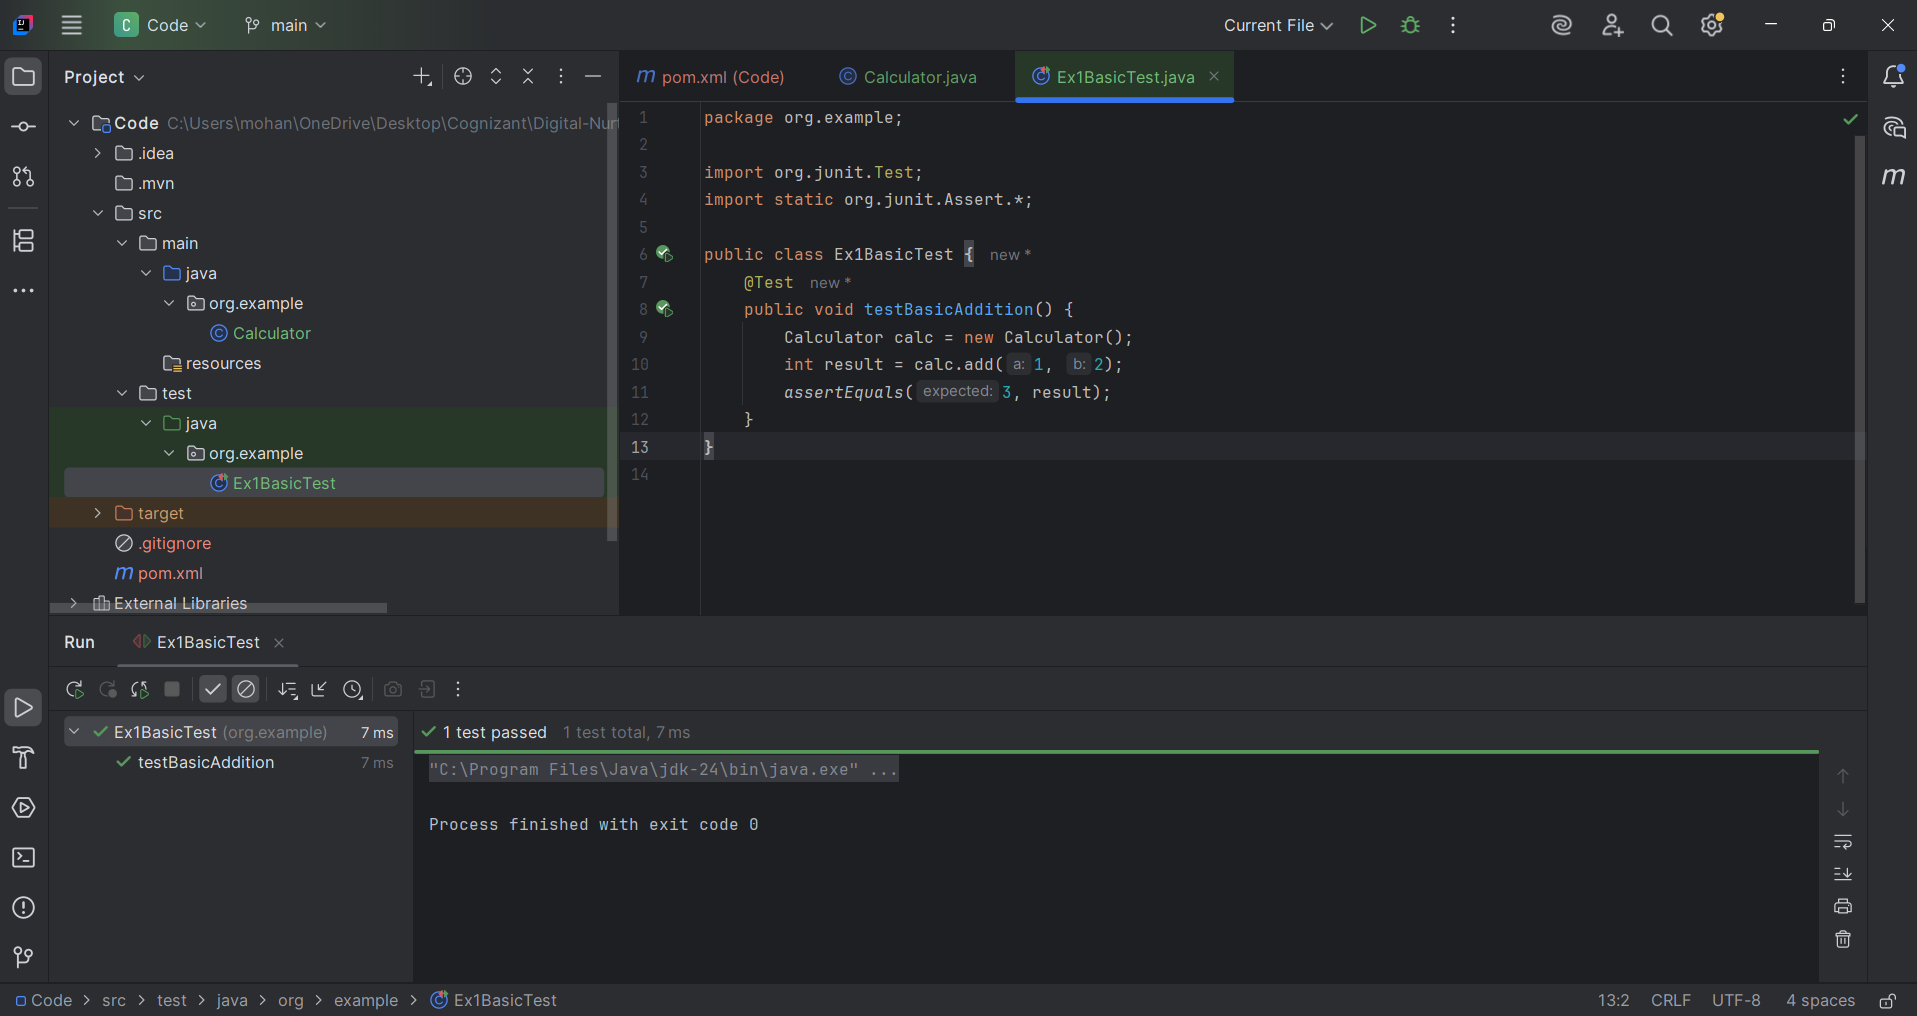 C Code main Current File
Project
pom.xml (Code) Calculator.java Ex1BasicTest.java
Code C:\Users\mohan\OneDrive\Desktop\Cognizant\Digital-Nurt
.idea
.mvn
src
main
java
org.example
Calculator
resources
test
java
org.example
Ex1BasicTest
target
.gitignore
m pom.xml
External Libraries
1 package org.example;
2
3 import org.junit.Test;
4 import static org.junit.Assert.*;
5
6 public class Ex1BasicTest { new *
7 @Test new *
8 public void testBasicAddition() {
9 Calculator calc = new Calculator();
10 int result = calc.add( a: 1, b: 2);
11 assertEquals( expected: 3, result);
12 }
13 }
14
Run Ex1BasicTest
Ex1BasicTest (org.example) 7 ms
testBasicAddition 7 ms
1 test passed 1 test total, 7 ms
"C:\Program Files\Java\jdk-24\bin\java.exe" ...
Process finished with exit code 0
Code > src > test > java > org > example > Ex1BasicTest
13:2 CRLF UTF-8 4 spaces